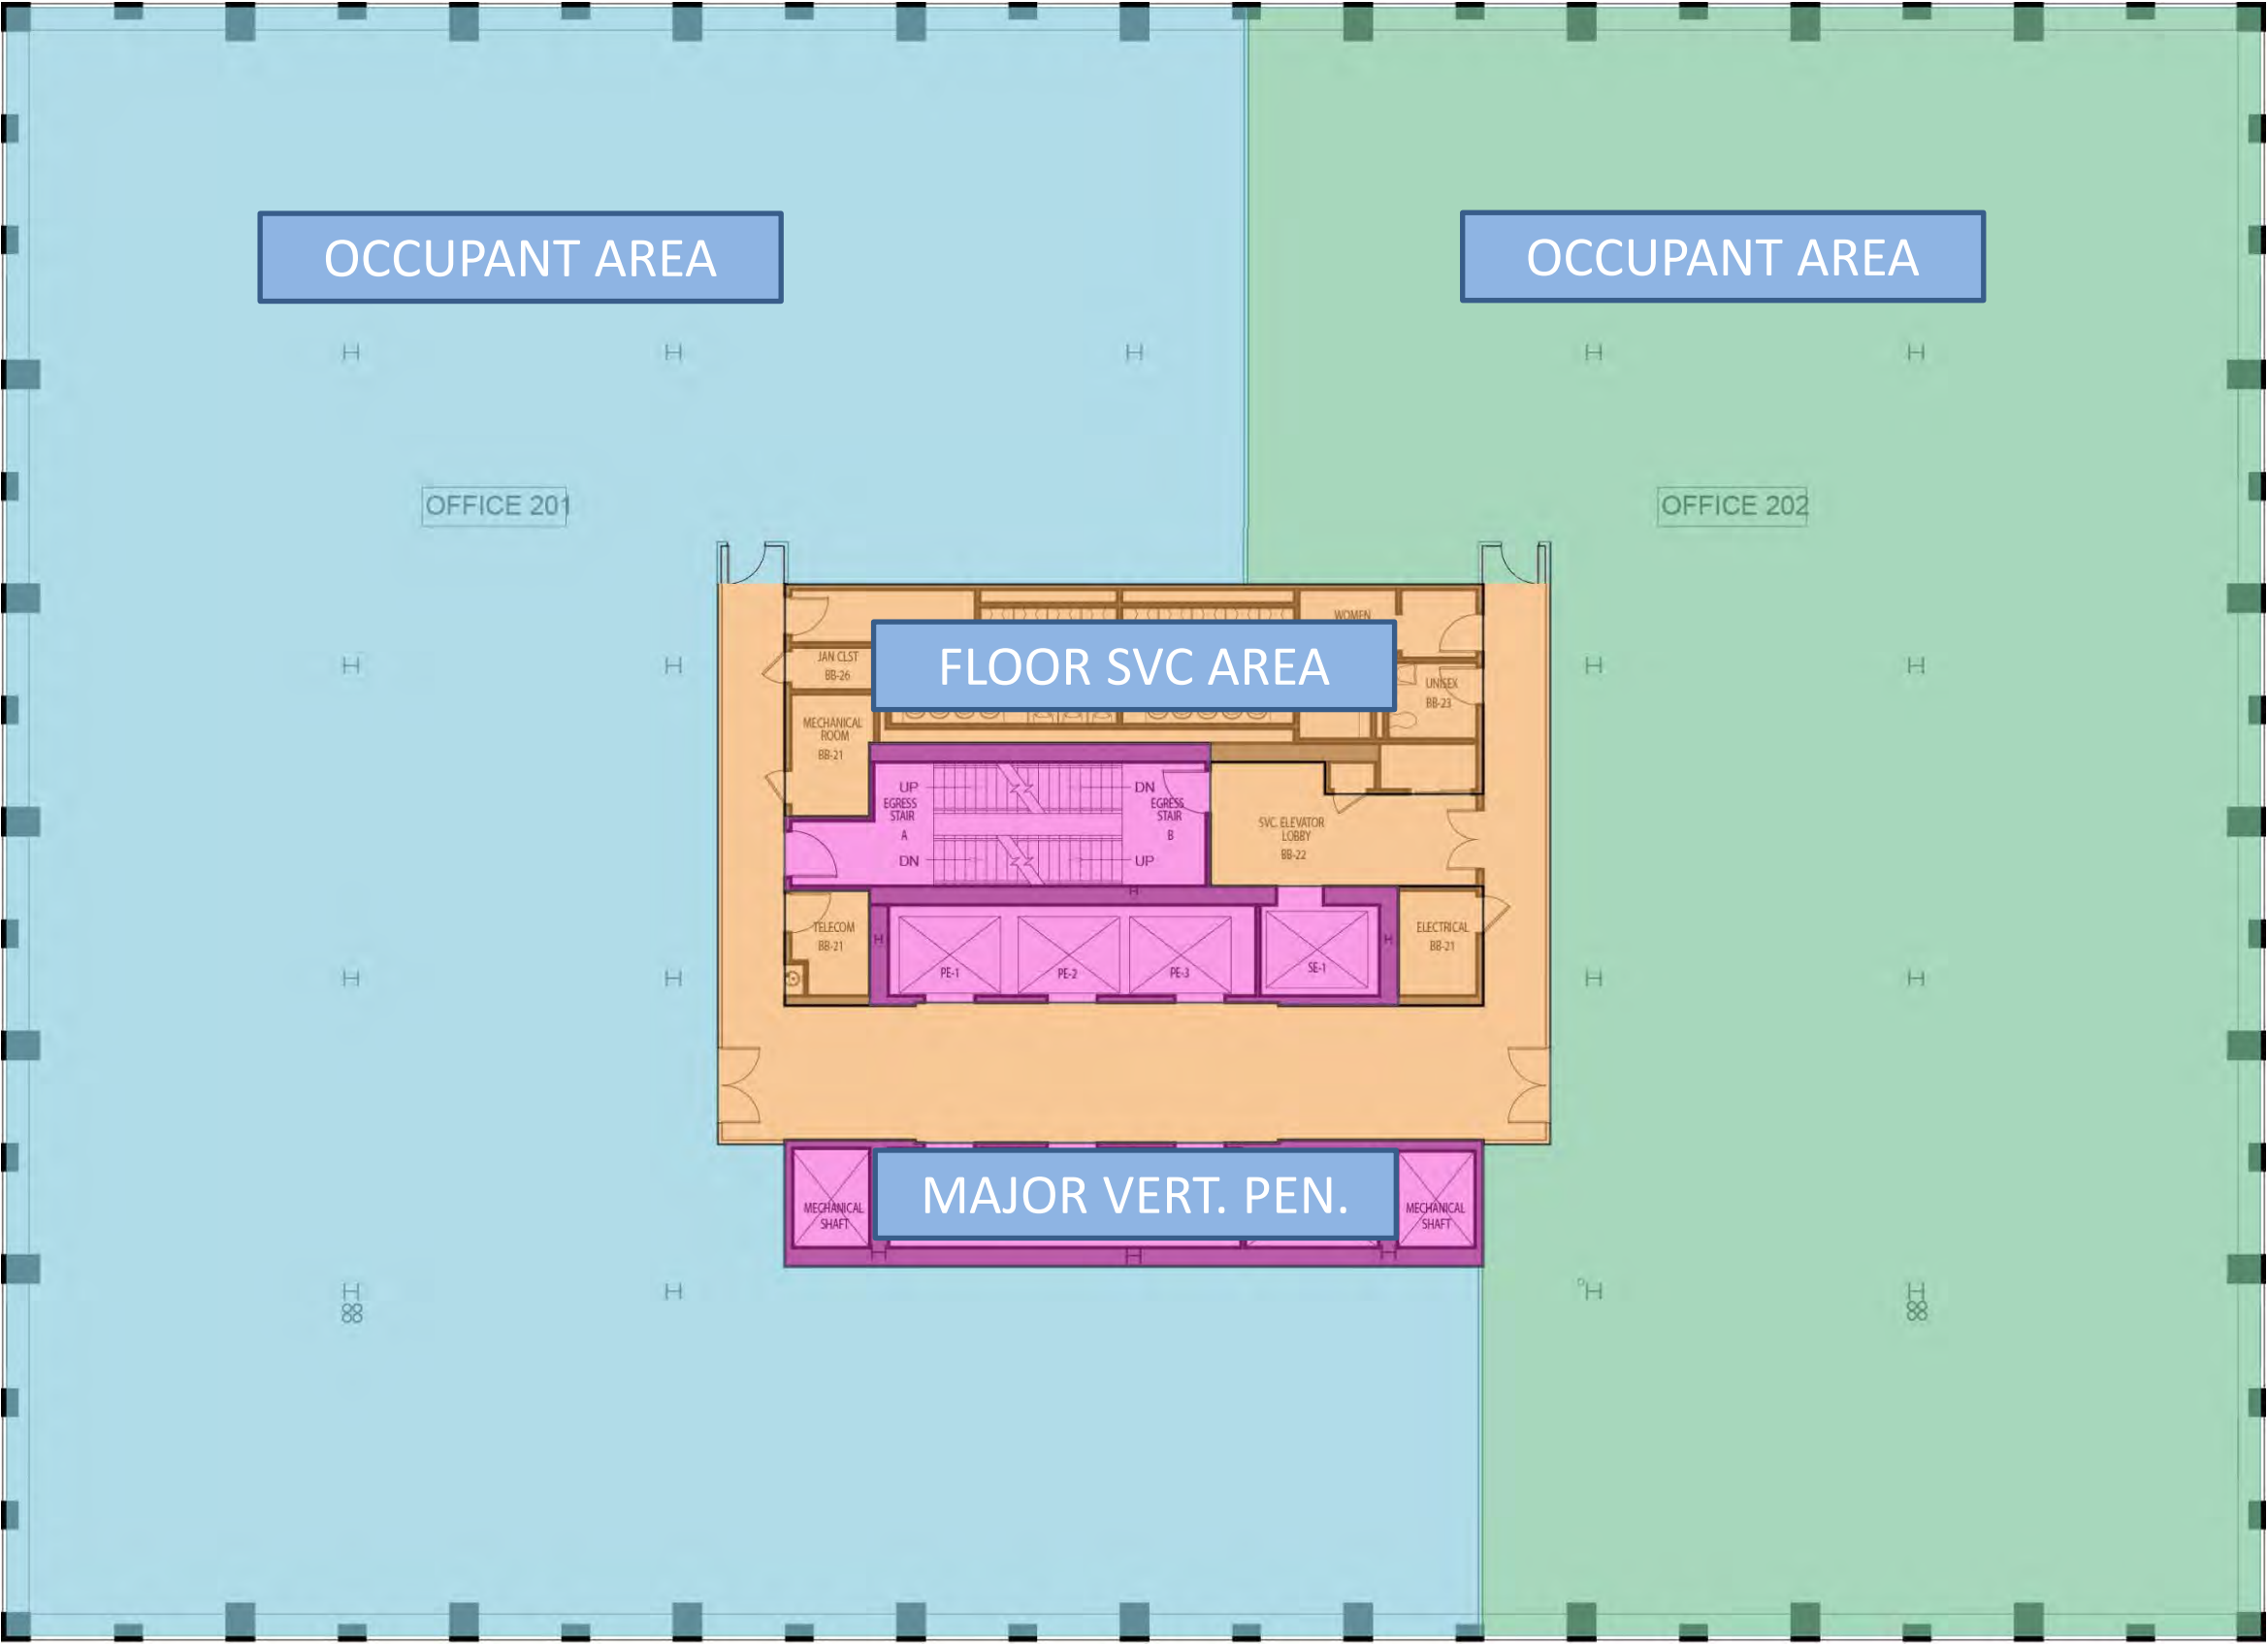 OCCUPANT AREA
OCCUPANT AREA
OFFICE 201
OFFICE 202
WOMEN
JAN CLST
BB-26
FLOOR SVC AREA
UNISEX
BB-23
MECHANICAL
ROOM
BB-21
UP
EGRESS
STAIR
A
DN
DN
EGRESS
STAIR
B
UP
SVC. ELEVATOR
LOBBY
BB-22
TELECOM
BB-21
PE-1
PE-2
PE-3
SE-1
ELECTRICAL
BB-21
MECHANICAL
SHAFT
MAJOR VERT. PEN.
MECHANICAL
SHAFT